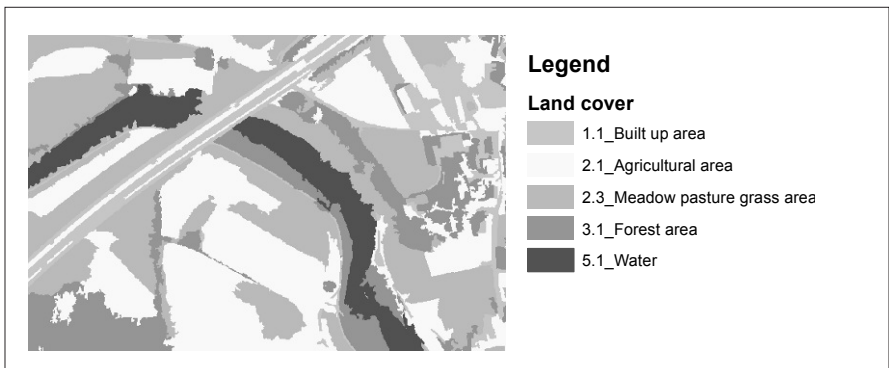 Legend
Land cover
1.1_Built up area
2.1_Agricultural area
2.3_Meadow pasture grass area
3.1_Forest area
5.1_Water